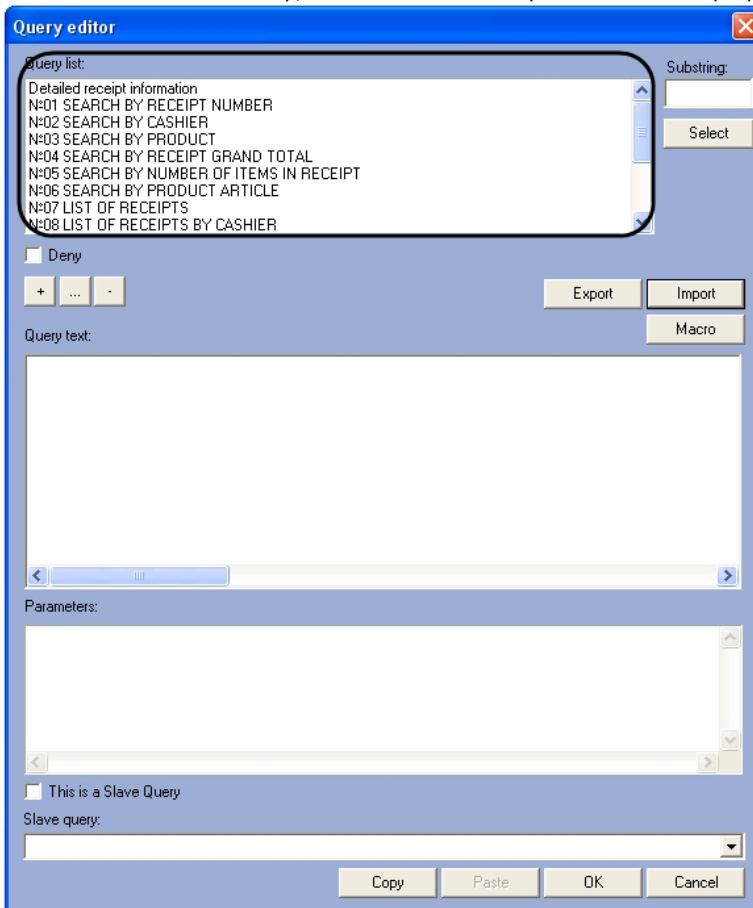 Query editor
Query list:
Substring:
Detailed receipt information
№01 SEARCH BY RECEIPT NUMBER
№02 SEARCH BY CASHIER
№03 SEARCH BY PRODUCT
№04 SEARCH BY RECEIPT GRAND TOTAL
№05 SEARCH BY NUMBER OF ITEMS IN RECEIPT
№06 SEARCH BY PRODUCT ARTICLE
№07 LIST OF RECEIPTS
№08 LIST OF RECEIPTS BY CASHIER
Select
Deny
+ ... -
Export Import
Macro
Query text:
Parameters:
This is a Slave Query
Slave query:
Copy Paste OK Cancel